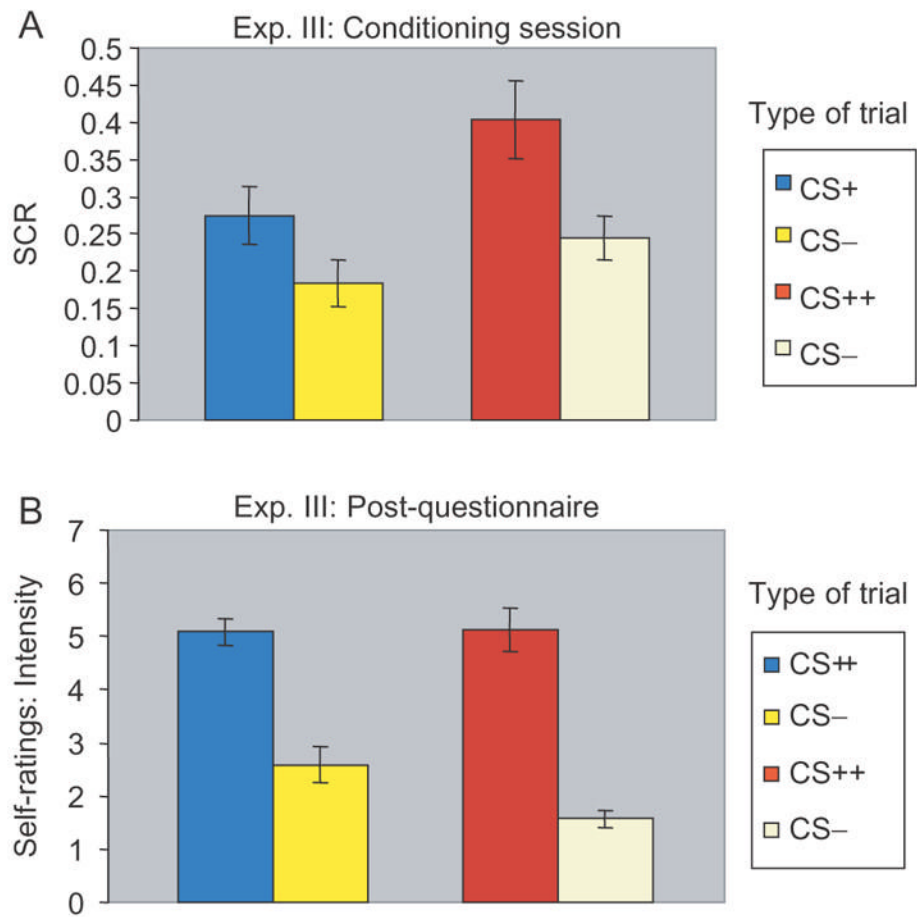 A
Exp. III: Conditioning session
0.5
0.45
0.4
0.35
0.3
0.25
0.2
0.15
0.1
0.05
0
SCR
Type of trial
CS+
CS–
CS++
CS–
B
Exp. III: Post-questionnaire
7
6
5
4
3
2
1
0
Self-ratings: Intensity
Type of trial
CS++
CS–
CS++
CS–